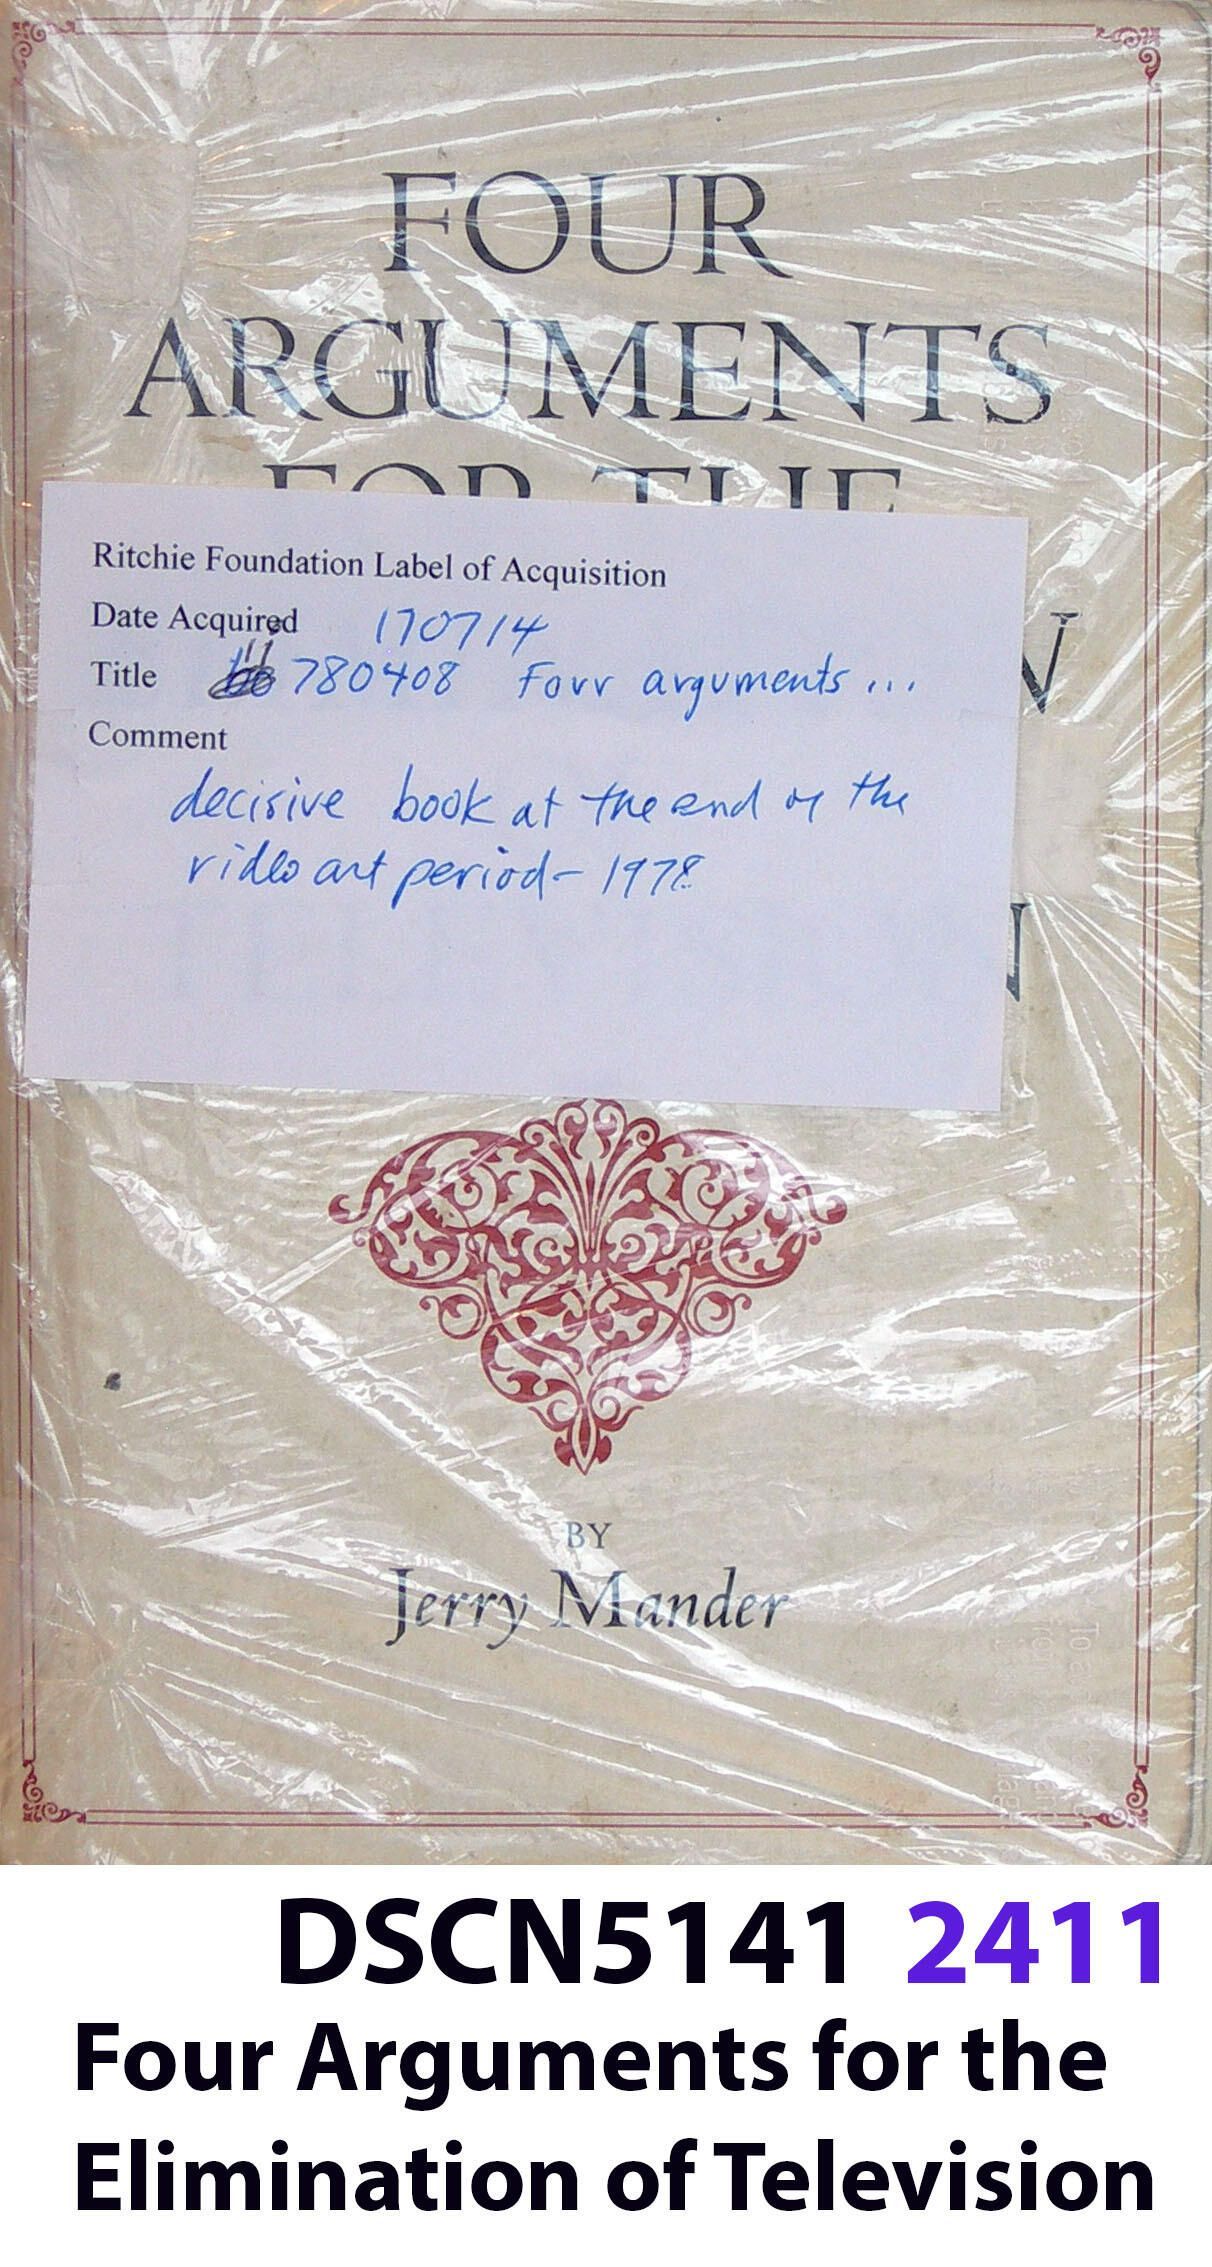 FOUR
ARGUMENTS
FOR THE
Ritchie Foundation Label of Acquisition
Date Acquired 170714
Title 780408 Four arguments ...
Comment
decisive book at the end of the
video art period - 1978
N
N
BY
Jerry Mander
DSCN5141 2411
Four Arguments for the
Elimination of Television